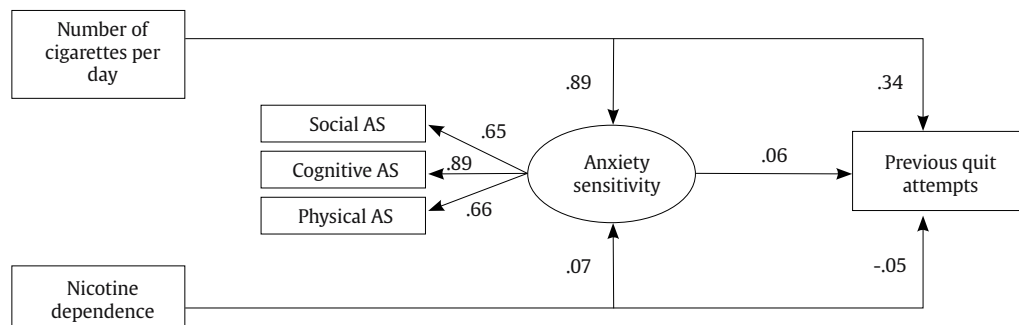 Number of
cigarettes per
day
.89
.34
Social AS
.65
Cognitive AS
.89
Physical AS
.66
Anxiety
sensitivity
.06
Previous quit
attempts
.07
-.05
Nicotine
dependence